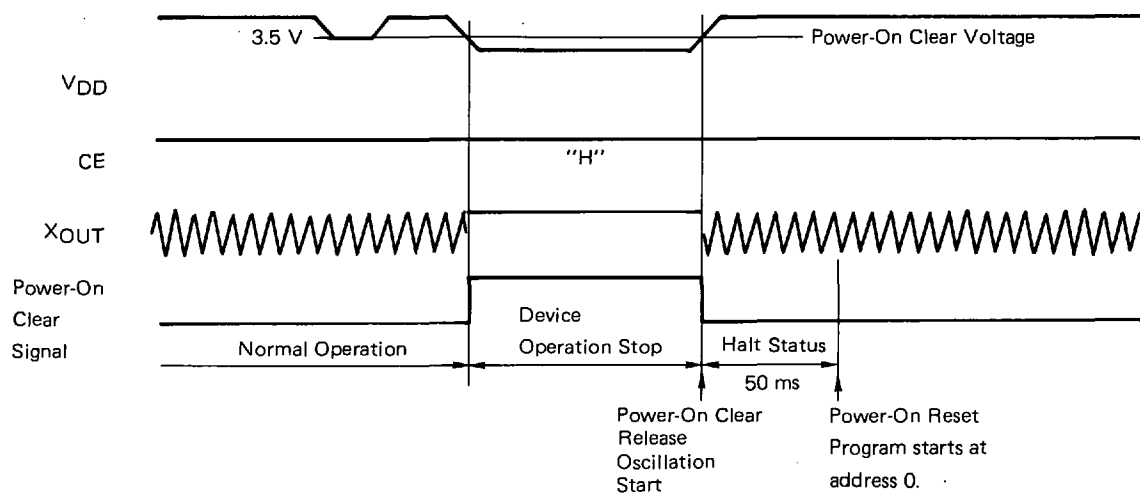 3.5 V
Power-On Clear Voltage
VDD
CE
"H"
XOUT
Power-On
Clear
Signal
Normal Operation
Device
Operation Stop
Halt Status
50 ms
Power-On Clear
Release
Oscillation
Start
Power-On Reset
Program starts at
address 0.